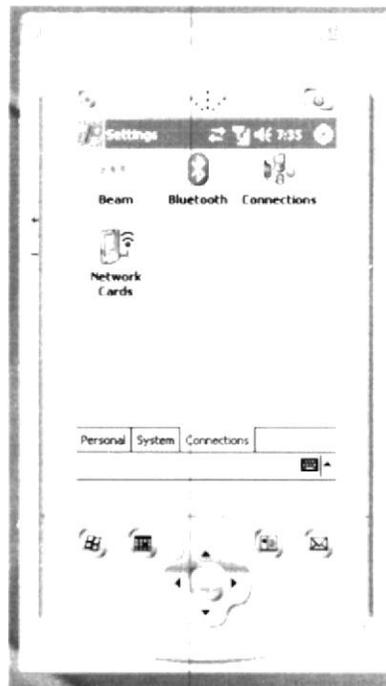 Settings 7:35
Beam Bluetooth Connections
Network
Cards
Personal System Connections